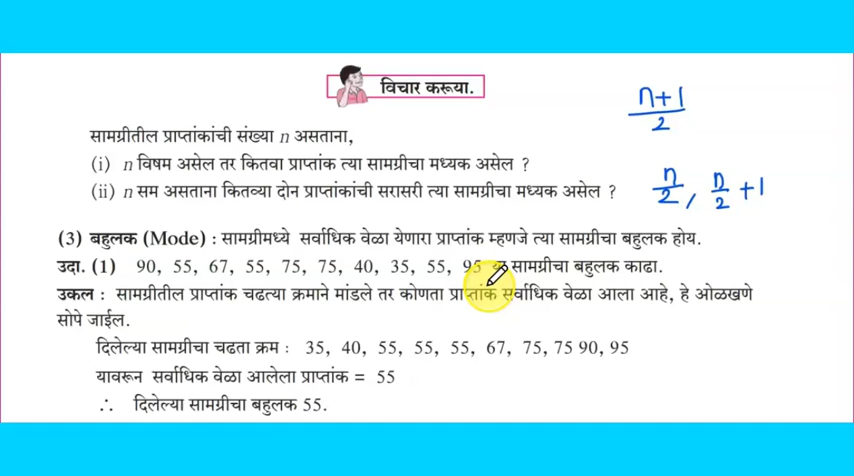 विचार करूया.
n+1
2
सामग्रीतील प्राप्तांकांची संख्या n असताना,
(i) n विषम असेल तर कितवा प्राप्तांक त्या सामग्रीचा मध्यक असेल ?
(ii) n सम असताना कितव्या दोन प्राप्तांकांची सरासरी त्या सामग्रीचा मध्यक असेल ?
n/2, n/2 +1
(3) बहुलक (Mode) : सामग्रीमध्ये सर्वाधिक वेळा येणारा प्राप्तांक म्हणजे त्या सामग्रीचा बहुलक होय.
उदा. (1) 90, 55, 67, 55, 75, 75, 40, 35, 55, 95 या सामग्रीचा बहुलक काढा.
उकल : सामग्रीतील प्राप्तांक चढत्या क्रमाने मांडले तर कोणता प्राप्तांक सर्वाधिक वेळा आला आहे, हे ओळखणे
सोपे जाईल.
दिलेल्या सामग्रीचा चढता क्रम : 35, 40, 55, 55, 55, 67, 75, 75 90, 95
यावरून सर्वाधिक वेळा आलेला प्राप्तांक = 55
∴ दिलेल्या सामग्रीचा बहुलक 55.